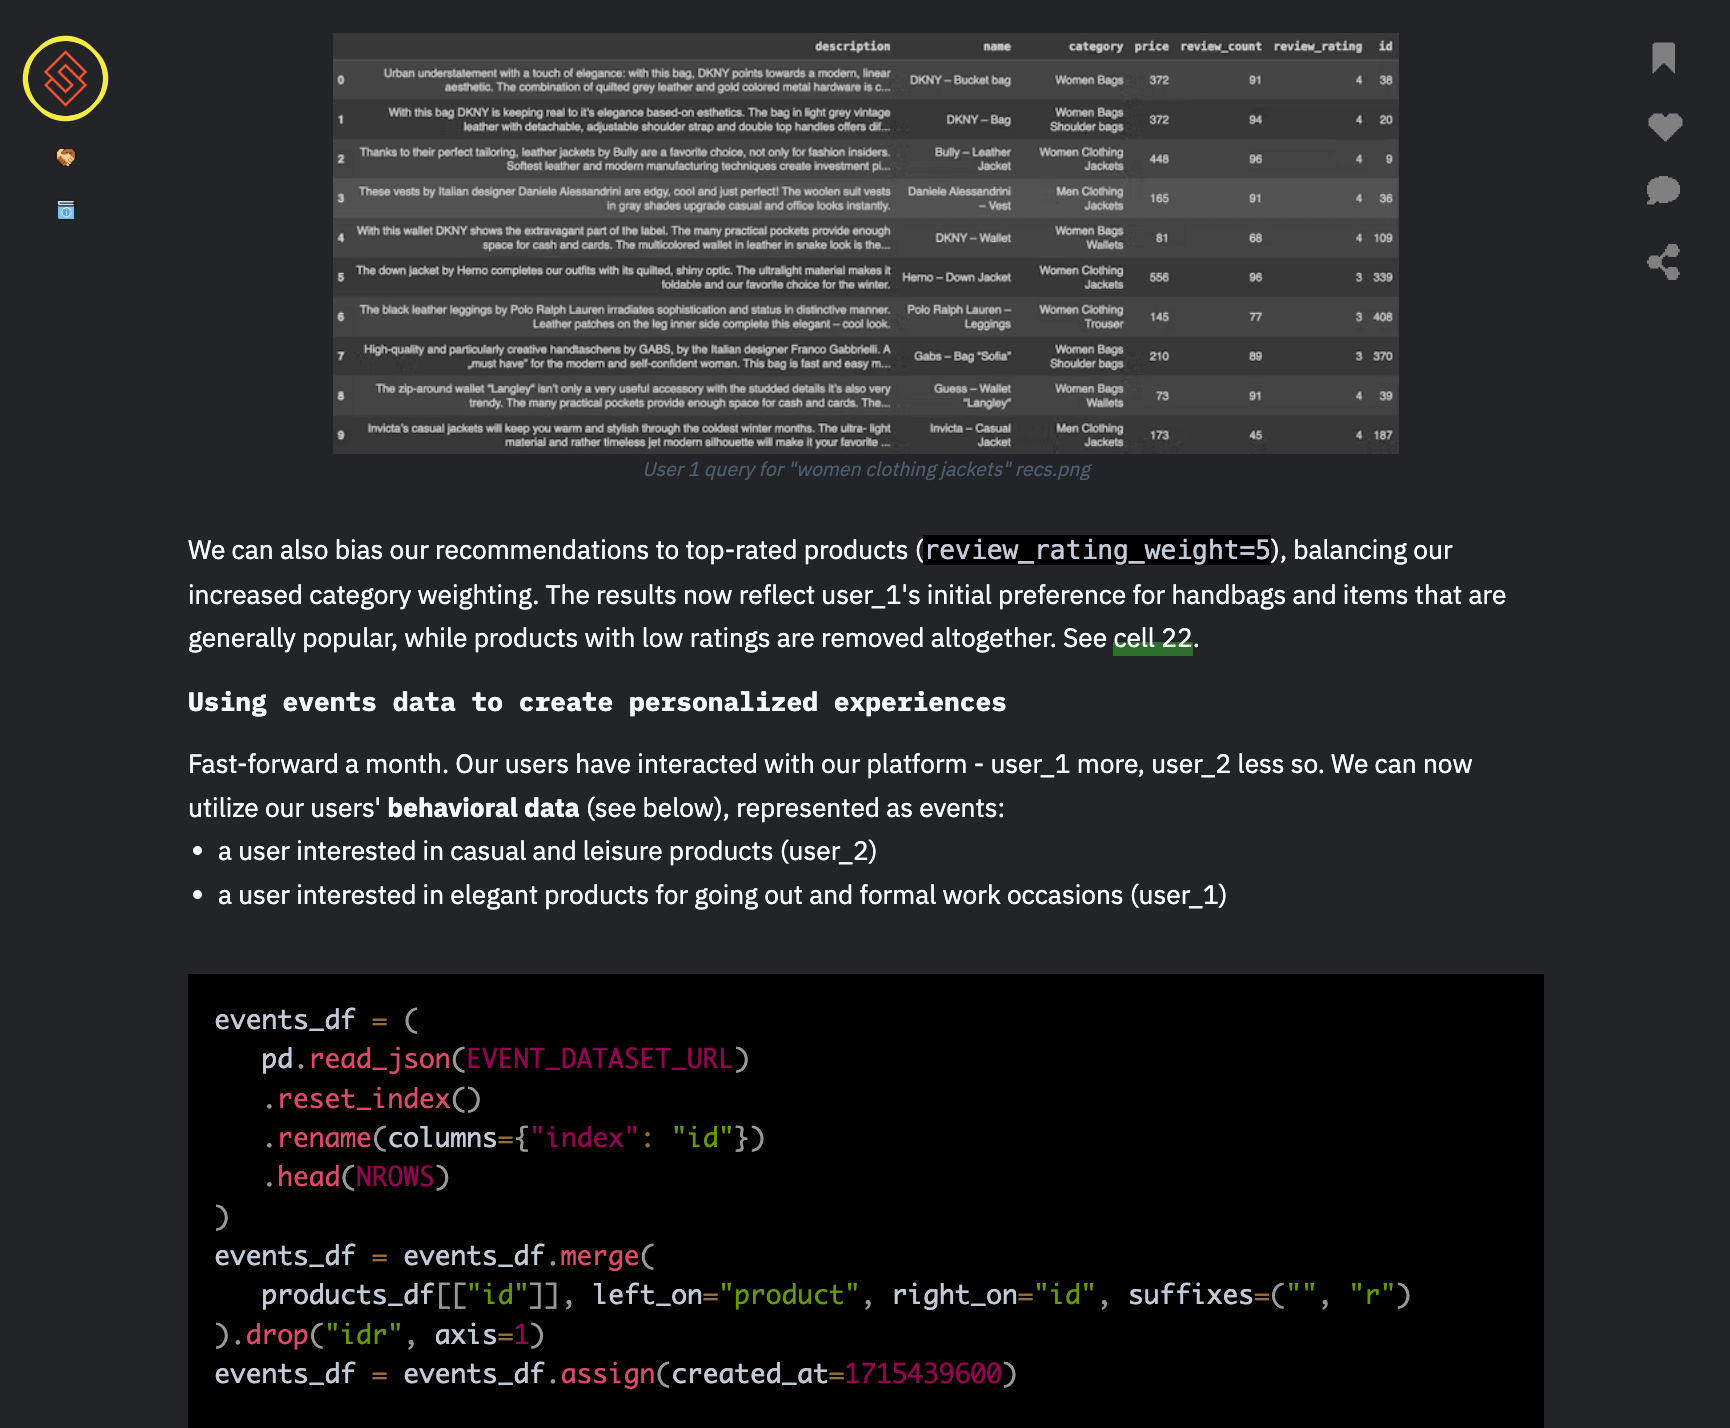 description name category price review_count review_rating id
0 Urban understatement with a touch of elegance: with this bag, DKNY points towards a modern, linear aesthetic. The combination of quilted grey leather and gold colored metal hardware is c... DKNY – Bucket bag Women Bags 372 91 4 38
1 With this bag DKNY is keeping real to it's elegance based-on esthetics. The bag in light grey vintage leather with detachable, adjustable shoulder strap and double top handles offers dif... DKNY – Bag Women Bags Shoulder bags 372 94 4 20
2 Thanks to their perfect tailoring, leather jackets by Bully are a favorite choice, not only for fashion insiders. Softest leather and modern manufacturing techniques create investment pi... Bully – Leather Jacket Women Clothing Jackets 448 96 4 9
3 These vests by Italian designer Daniele Alessandrini are edgy, cool and just perfect! The woolen suit vests in gray shades upgrade casual and office looks instantly. Daniele Alessandrini – Vest Men Clothing Jackets 165 91 4 36
4 With this wallet DKNY shows the extravagant part of the label. The many practical pockets provide enough space for cash and cards. The multicolored wallet in leather in snake look is the... DKNY – Wallet Women Bags Wallets 81 68 4 109
5 The down jacket by Herno completes our outfits with its quilted, shiny optic. The ultralight material makes it foldable and our favorite choice for the winter. Herno – Down Jacket Women Clothing Jackets 556 96 3 339
6 The black leather leggings by Polo Ralph Lauren irradiates sophistication and status in distinctive manner. Leather patches on the leg inner side complete this elegant – cool look. Polo Ralph Lauren – Leggings Women Clothing Trouser 145 77 3 408
7 High-quality and particularly creative handtaschens by GABS, by the Italian designer Franco Gabbrielli. A „must have" for the modern and self-confident woman. This bag is fast and easy m... Gabs – Bag "Sofia" Women Bags Shoulder bags 210 89 3 370
8 The zip-around wallet "Langley" isn't only a very useful accessory with the studded details it's also very trendy. The many practical pockets provide enough space for cash and cards. The... Guess – Wallet "Langley" Women Bags Wallets 73 91 4 39
9 Invicta's casual jackets will keep you warm and stylish through the coldest winter months. The ultra- light material and rather timeless jet modern silhouette will make it your favorite ... Invicta – Casual Jacket Men Clothing Jackets 173 45 4 187
User 1 query for "women clothing jackets" recs.png
We can also bias our recommendations to top-rated products (review_rating_weight=5), balancing our
increased category weighting. The results now reflect user_1's initial preference for handbags and items that are
generally popular, while products with low ratings are removed altogether. See cell 22.
Using events data to create personalized experiences
Fast-forward a month. Our users have interacted with our platform - user_1 more, user_2 less so. We can now
utilize our users' behavioral data (see below), represented as events:
• a user interested in casual and leisure products (user_2)
• a user interested in elegant products for going out and formal work occasions (user_1)
events_df = (
   pd.read_json(EVENT_DATASET_URL)
   .reset_index()
   .rename(columns={"index": "id"})
   .head(NROWS)
)
events_df = events_df.merge(
   products_df[["id"]], left_on="product", right_on="id", suffixes=("", "r")
).drop("idr", axis=1)
events_df = events_df.assign(created_at=1715439600)